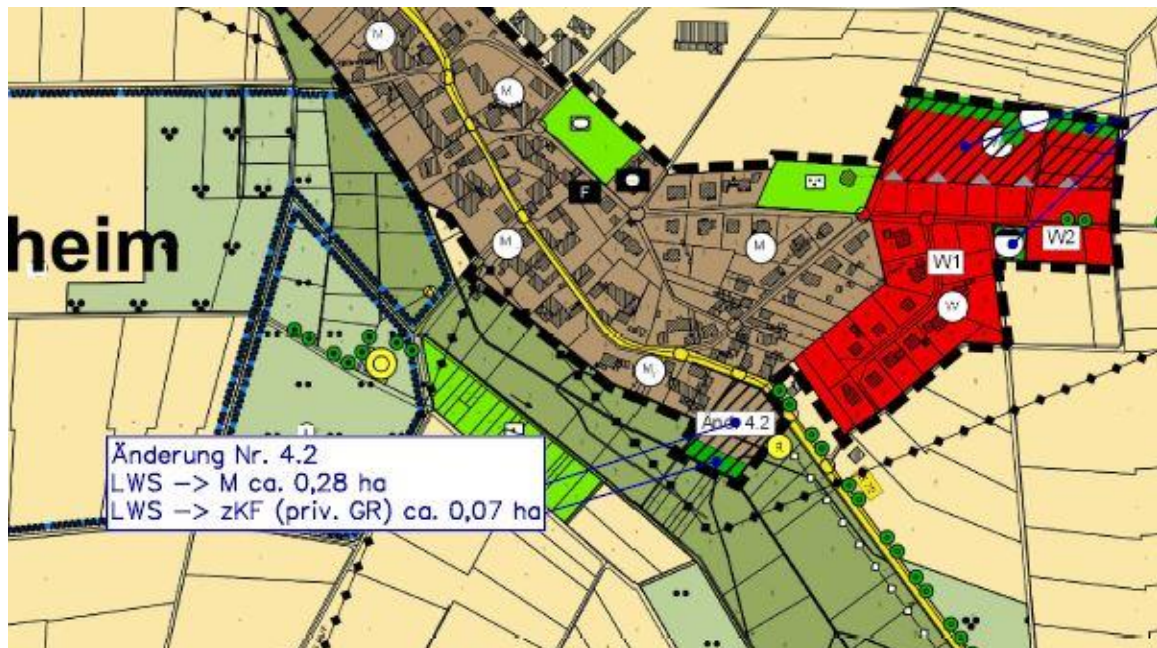 M
M
F
M
M
W1
W2
W
heim
M
Änd. 4.2
R
Änderung Nr. 4.2
LWS -> M ca. 0,28 ha
LWS -> zKF (priv. GR) ca. 0,07 ha